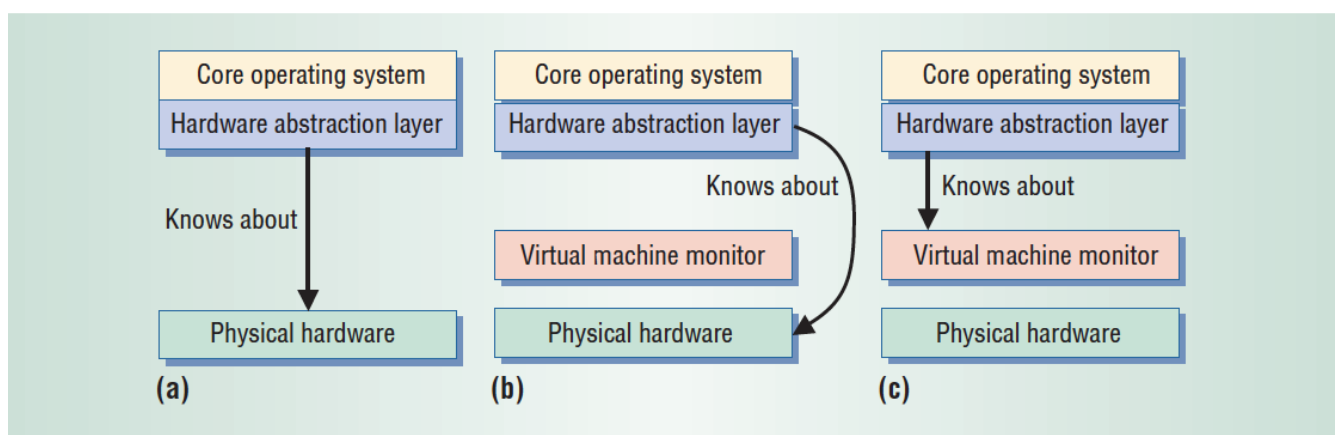 Core operating system
Hardware abstraction layer
Knows about
Physical hardware
(a)
Core operating system
Hardware abstraction layer
Knows about
Virtual machine monitor
Physical hardware
(b)
Core operating system
Hardware abstraction layer
Knows about
Virtual machine monitor
Physical hardware
(c)